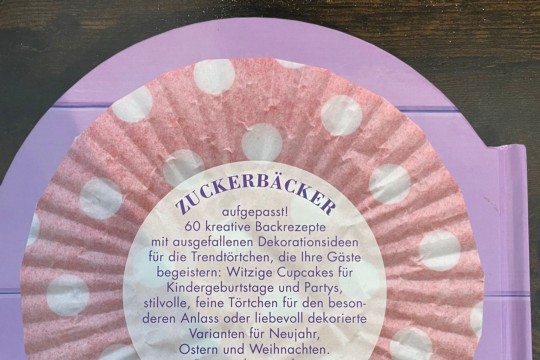 ZUCKERBÄCKER
aufgepasst!
60 kreative Backrezepte
mit ausgefallenen Dekorationsideen
für die Trendtörtchen, die Ihre Gäste
begeistern: Witzige Cupcakes für
Kindergeburtstage und Partys,
stilvolle, feine Törtchen für den beson-
deren Anlass oder liebevoll dekorierte
Varianten für Neujahr,
Ostern und Weihnachten.